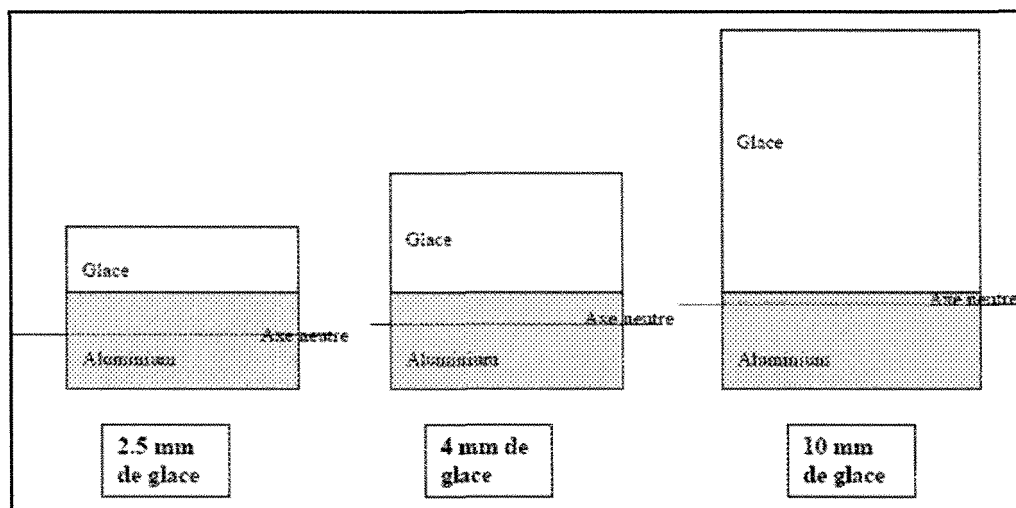 Glace
Axe neutre
Aluminium
2.5 mm
de glace
Glace
Axe neutre
Aluminium
4 mm de
glace
Glace
Axe neutre
Aluminium
10 mm
de glace